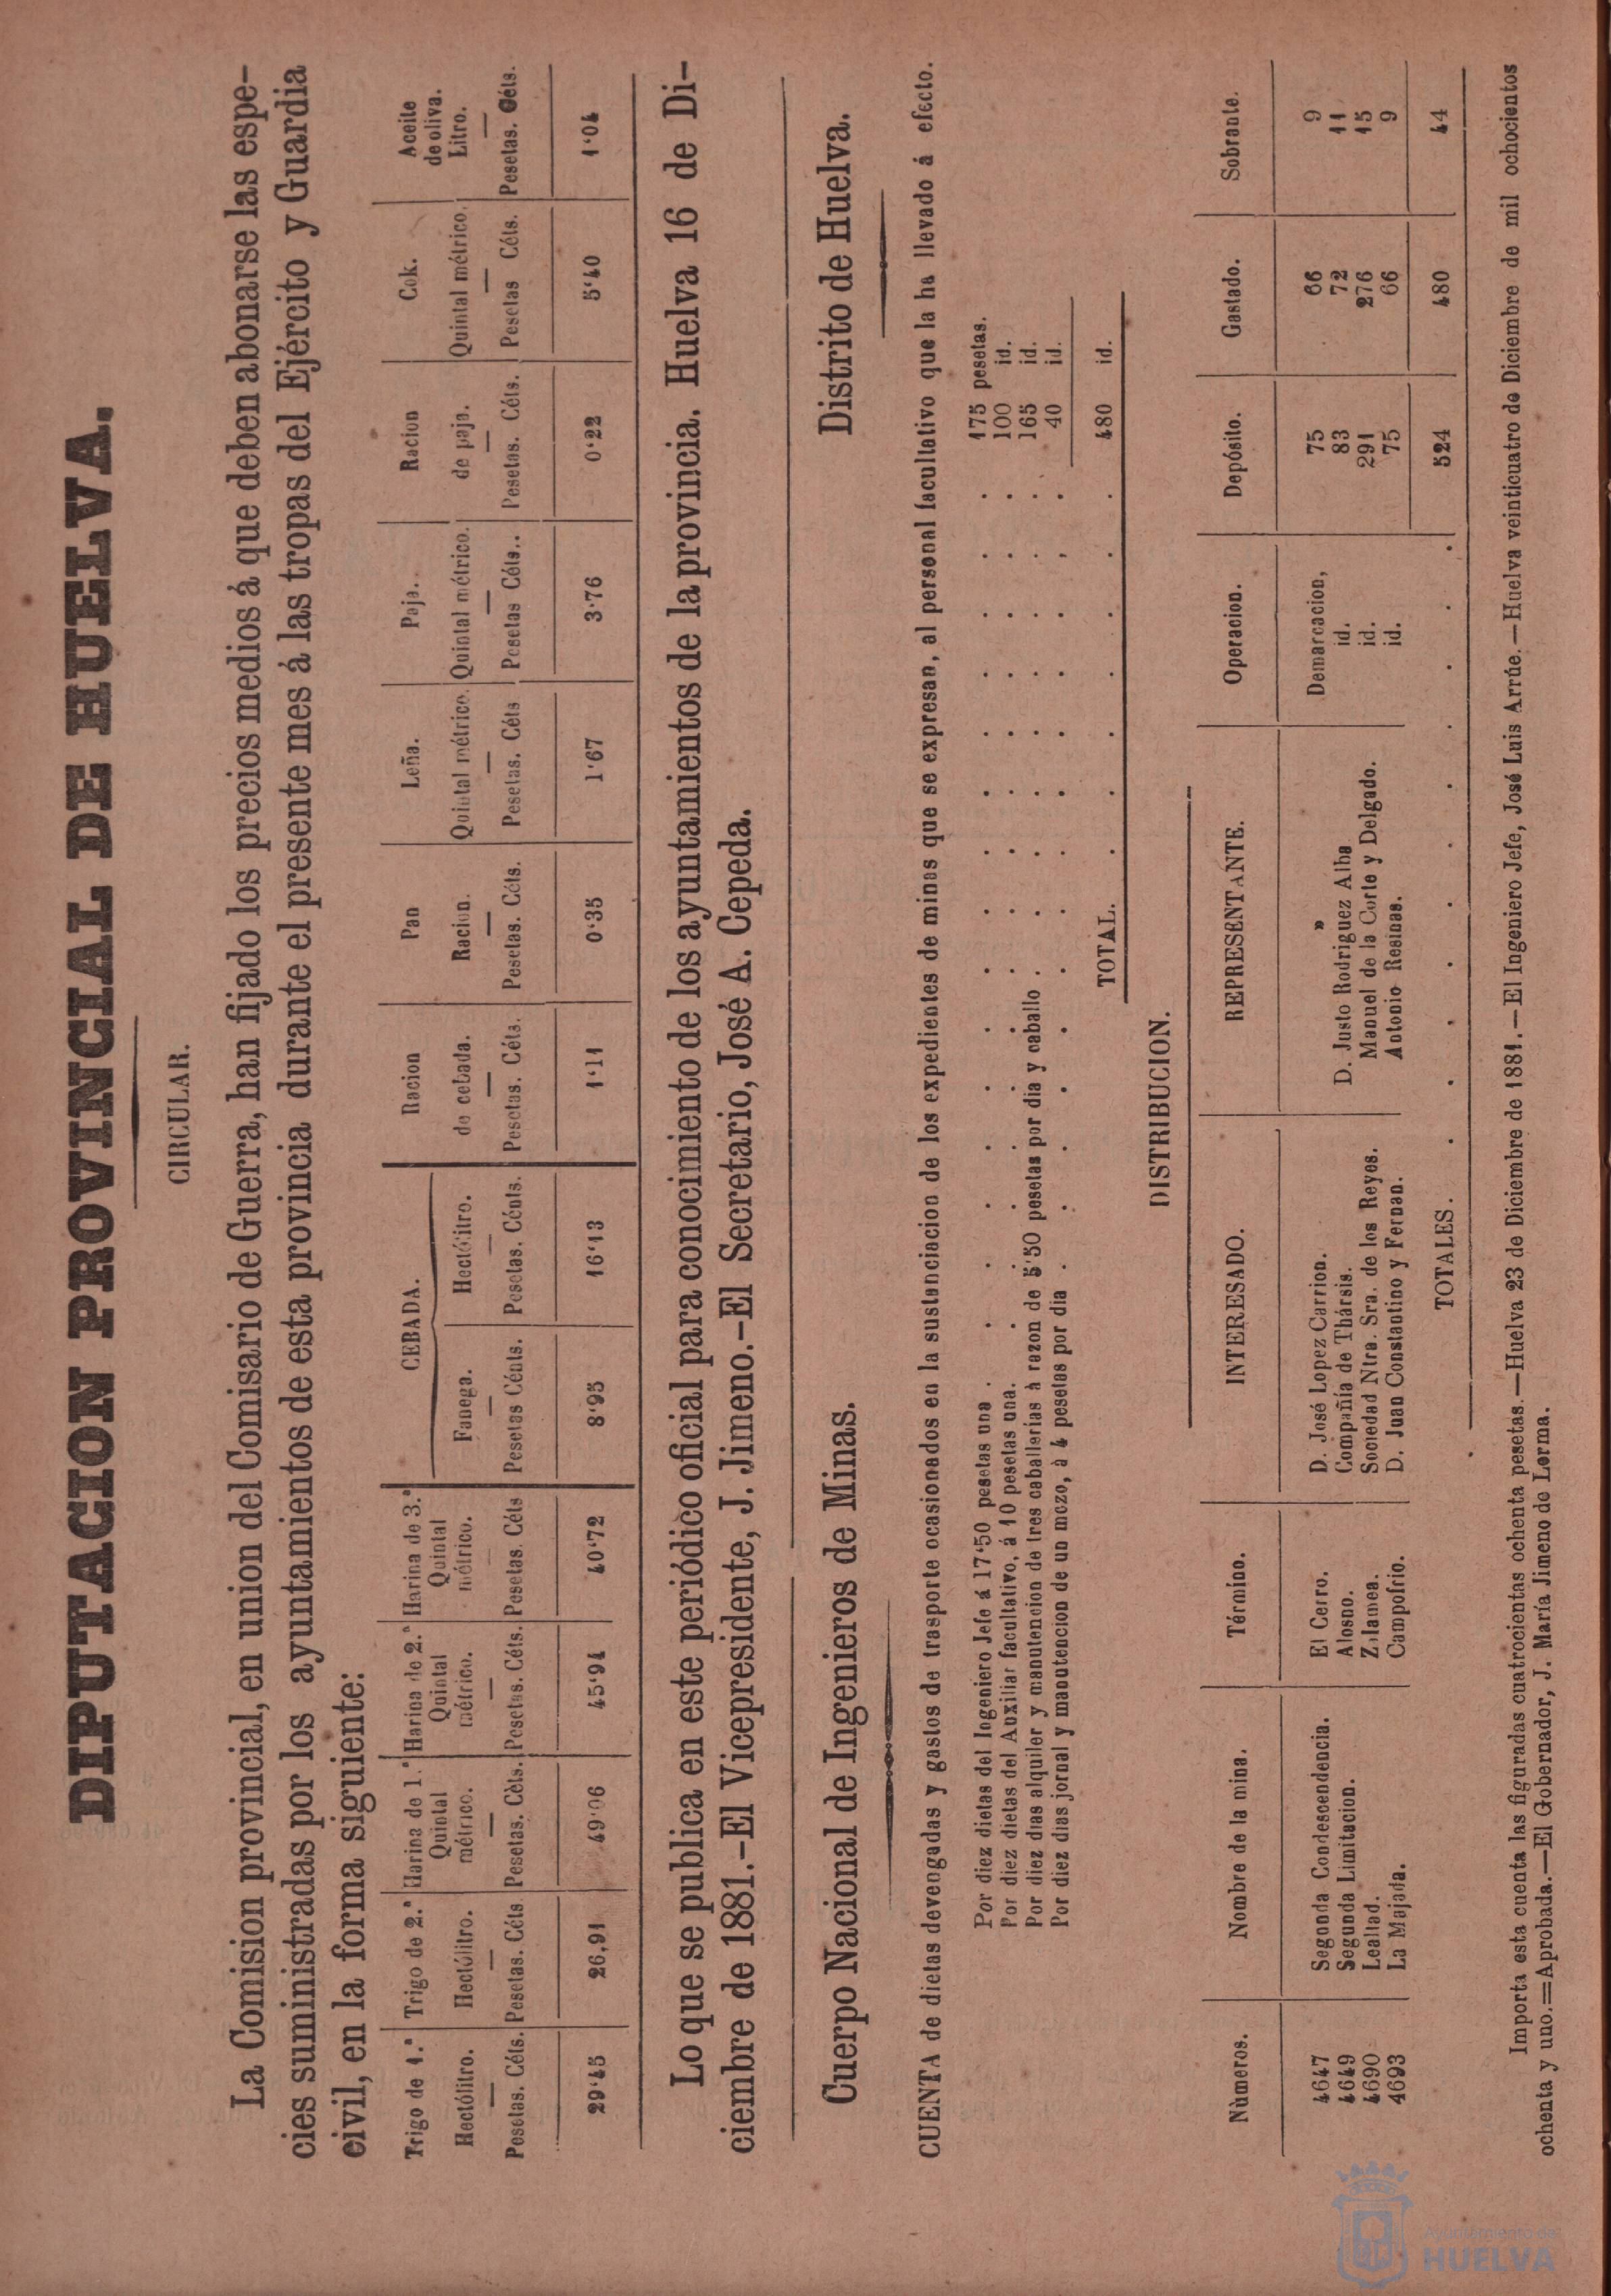 DIPUTACION PROVINCIAL DE HUELVA.
CIRCULAR.
La Comision provincial, en union del Comisario de Guerra, han fijado los precios medios á que deben abonarse las espe-
cies suministradas por los ayuntamientos de esta provincia durante el presente mes á las tropas del Ejército y Guardia
civil, en la forma siguiente:
Trigo de 1.ª Trigo de 2.ª Harina de 1.ª Harina de 2.ª Harina de 3.ª CEBADA. Racion Pan Leña. Paja. Racion Cok. Aceite de oliva.
Hectólitro. Hectólitro. Quintal métrico. Quintal métrico. Quintal métrico. Fanega. Hectólitro. de cebada. Racion. Quintal métrico. Quintal métrico. de paja. Quintal métrico. Litro.
Pesetas. Céts. Pesetas. Céts Pesetas. Cèts. Pesetas. Céts. Pesetas. Céts Pesetas Cénts. Pesetas. Cénts. Pesetas. Céts. Pesetas. Céts. Pesetas. Céts Pesetas Céts.. Pesetas. Céts. Pesetas Céts. Pesetas. Céts.
29‘45 26,91 49‘06 45‘94 40‘72 8‘95 16‘13 1‘11 0‘35 1‘67 3‘76 0‘22 5‘40 1‘04
Lo que se publica en este periódico oficial para conocimiento de los ayuntamientos de la provincia. Huelva 16 de Di-
ciembre de 1881.-El Vicepresidente, J. Jimeno.-El Secretario, José A. Cepeda.
Cuerpo Nacional de Ingenieros de Minas. Distrito de Huelva.
CUENTA de dietas devengadas y gastos de trasporte ocasionados en la sustanciacion de los expedientes de minas que se expresan, al personal facultativo que la ha llevado á efecto.
Por diez dietas del Ingeniero Jefe á 17‘50 pesetas una . . . . 175 pesetas.
Por diez dietas del Auxiliar facultativo, á 10 pesetas una. . . . 100 id.
Por diez dias alquiler y manutencion de tres caballerias à razon de 5‘50 pesetas por dia y caballo . . . 165 id.
Por diez dias jornal y manutencion de un mozo, à 4 pesetas por dia . . . 40 id.
TOTAL. . . . 480 id.
DISTRIBUCION.
Nùmeros. Nombre de la mina. Término. INTERESADO. REPRESENTANTE. Operacion. Depósito. Gastado. Sobrante.
4647 Segunda Condescendencia. El Cerro. D. José Lopez Carrion. » Demarcacion, 75 66 9
4649 Segunda Limitacion. Alosno. Compañía de Thársis. D. Justo Rodriguez Alba id. 83 72 11
4690 Lealtad. Zalamea. Sociedad Ntra. Sra. de los Reyes. Manuel de la Corte y Delgado. id. 291 276 15
4693 La Majada. Campofrio. D. Juan Constantino y Fernan. Antonio Resinas. id. 75 66 9
TOTALES. . . . 524 480 44
Importa esta cuenta las figuradas cuatrocientas ochenta pesetas.—Huelva 23 de Diciembre de 1881.—El Ingeniero Jefe, José Luis Arrúe.—Huelva veinticuatro de Diciembre de mil ochocientos
ochenta y uno.=Aprobada.—El Gobernador, J. María Jimeno de Lerma.
Ayuntamiento de
HUELVA